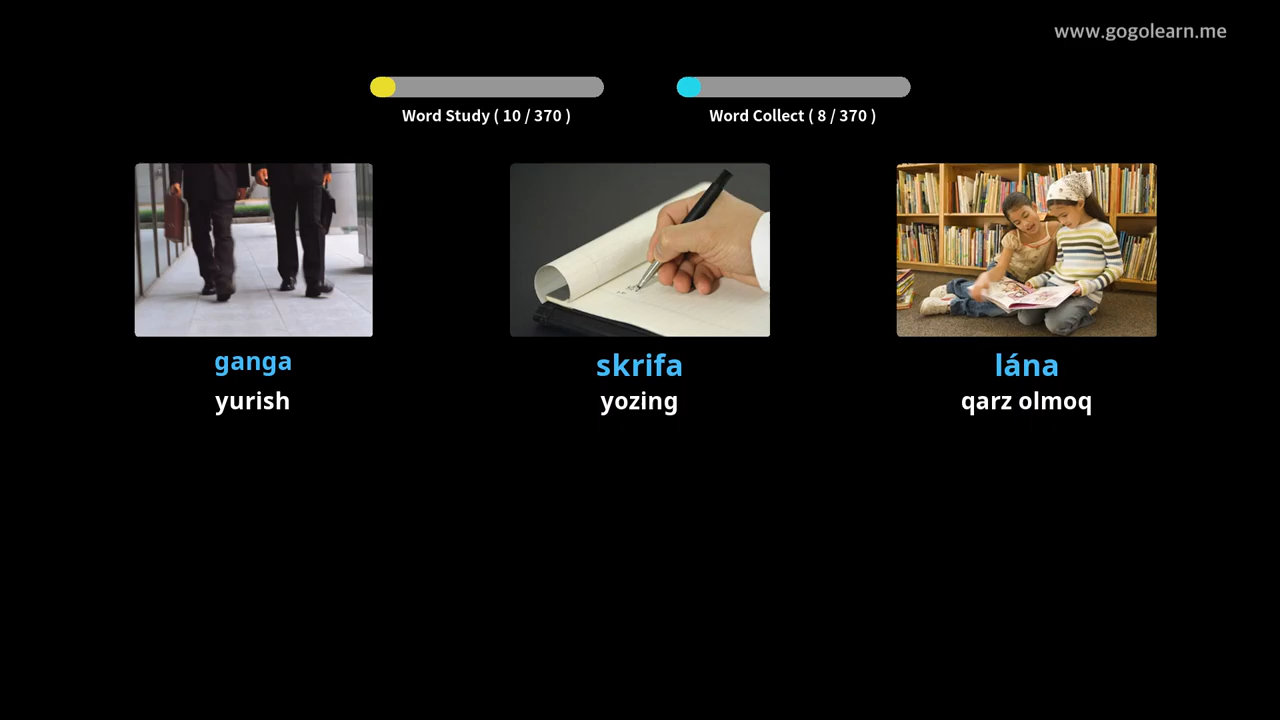 www.gogolearn.me
Word Study ( 10 / 370 )
Word Collect ( 8 / 370 )
ganga
skrifa
lána
yurish
yozing
qarz olmoq